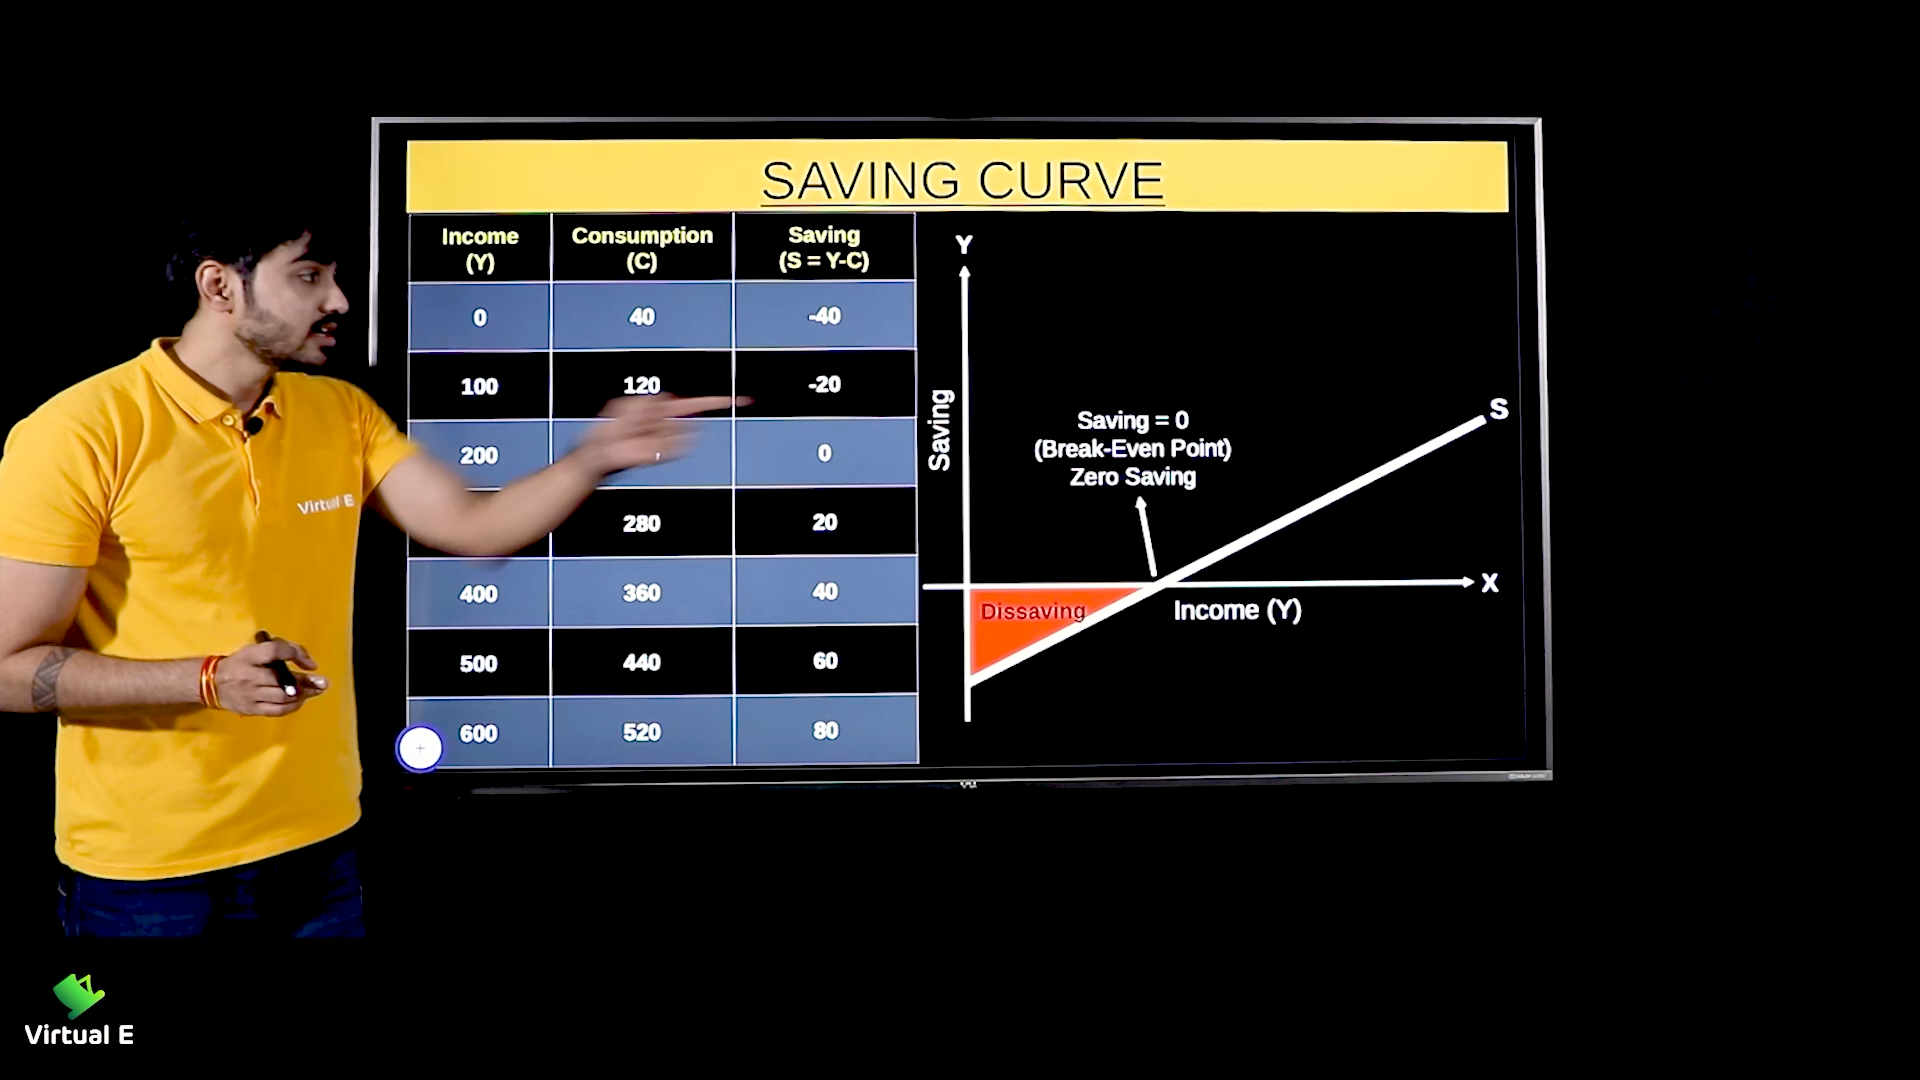 SAVING CURVE
Income
(Y)
Consumption
(C)
Saving
(S = Y-C)
0
40
-40
100
120
-20
200
0
280
20
400
360
40
500
440
60
600
520
80
Y
Saving
Saving = 0
(Break-Even Point)
Zero Saving
S
X
Dissaving
Income (Y)
Virtual E
Virtual E